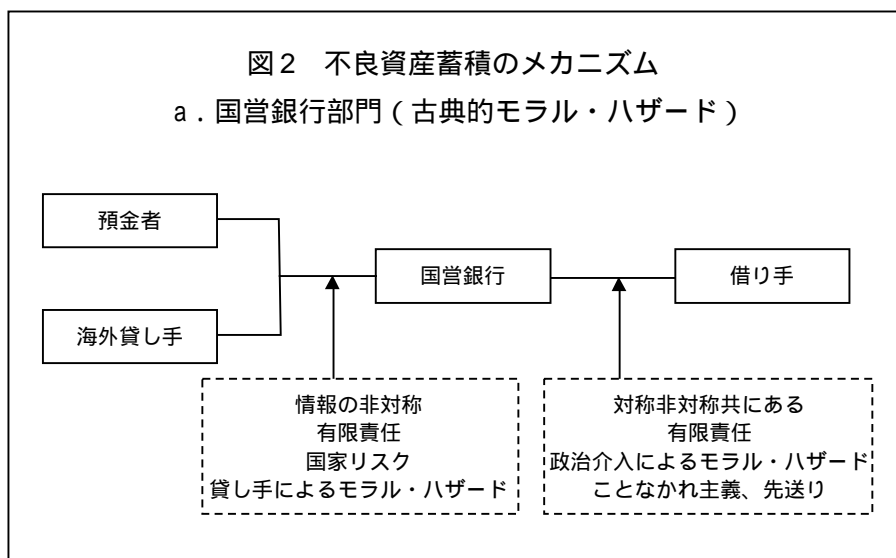 図2 不良資産蓄積のメカニズム
a.国営銀行部門(古典的モラル・ハザード)
預金者
国営銀行
借り手
海外貸し手
情報の非対称
有限責任
国家リスク
貸し手によるモラル・ハザード
対称非対称共にある
有限責任
政治介入によるモラル・ハザード
ことなかれ主義、先送り